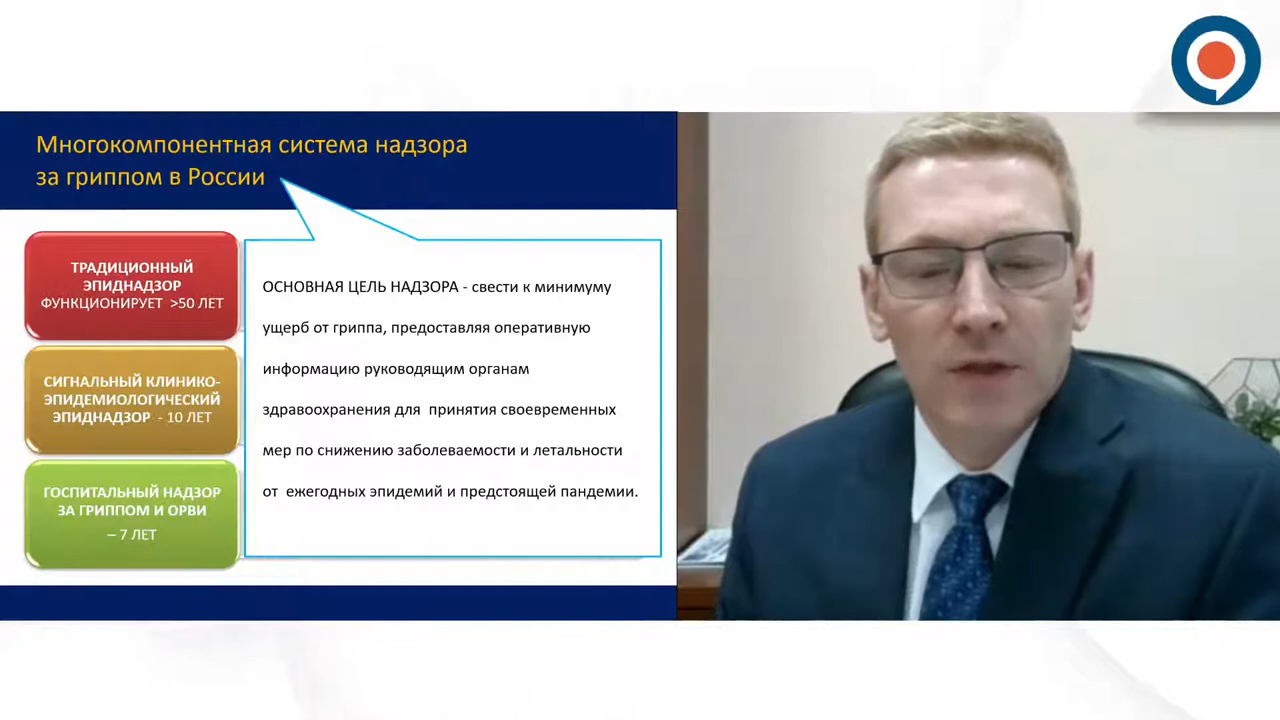 Многокомпонентная система надзора
за гриппом в России
ТРАДИЦИОННЫЙ
ЭПИДНАДЗОР
ФУНКЦИОНИРУЕТ >50 ЛЕТ
СИГНАЛЬНЫЙ КЛИНИКО-
ЭПИДЕМИОЛОГИЧЕСКИЙ
ЭПИДНАДЗОР - 10 ЛЕТ
ГОСПИТАЛЬНЫЙ НАДЗОР
ЗА ГРИППОМ И ОРВИ
– 7 ЛЕТ
ОСНОВНАЯ ЦЕЛЬ НАДЗОРА - свести к минимуму
ущерб от гриппа, предоставляя оперативную
информацию руководящим органам
здравоохранения для принятия своевременных
мер по снижению заболеваемости и летальности
от ежегодных эпидемий и предстоящей пандемии.